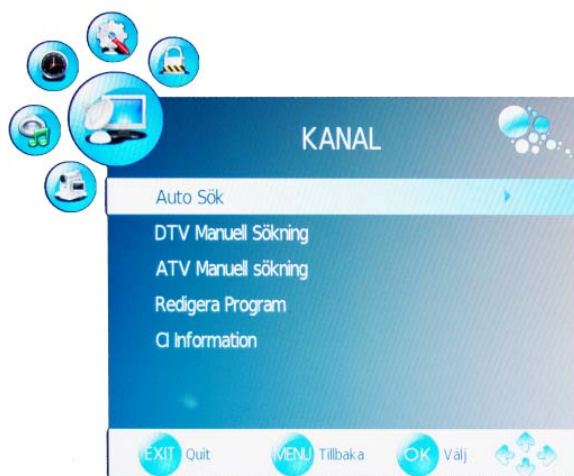 KANAL
Auto Sök
DTV Manuell Sökning
ATV Manuell sökning
Redigera Program
CI Information
EXIT Quit MENU Tillbaka OK Välj